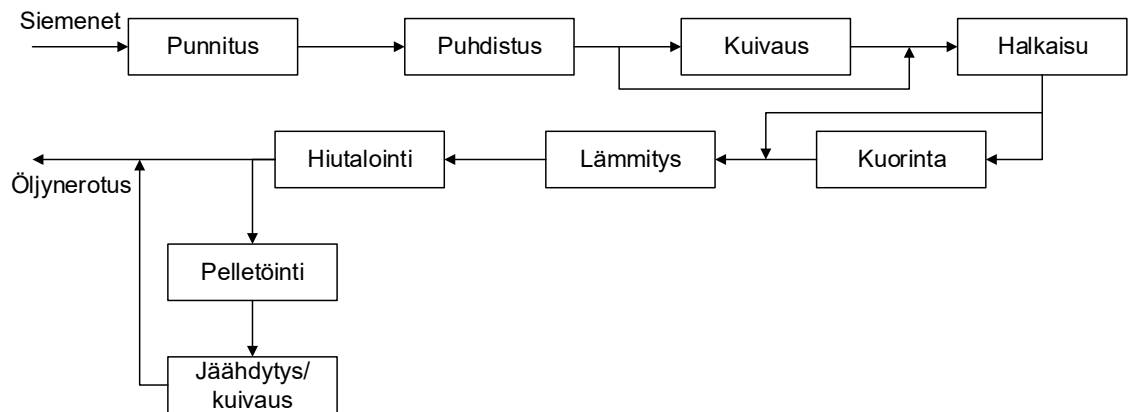 Siemenet
Punnitus
Puhdistus
Kuivaus
Halkaisu
Hiutalointi
Lämmitys
Kuorinta
Öljynerotus
Pelletöinti
Jäähdytys/
kuivaus